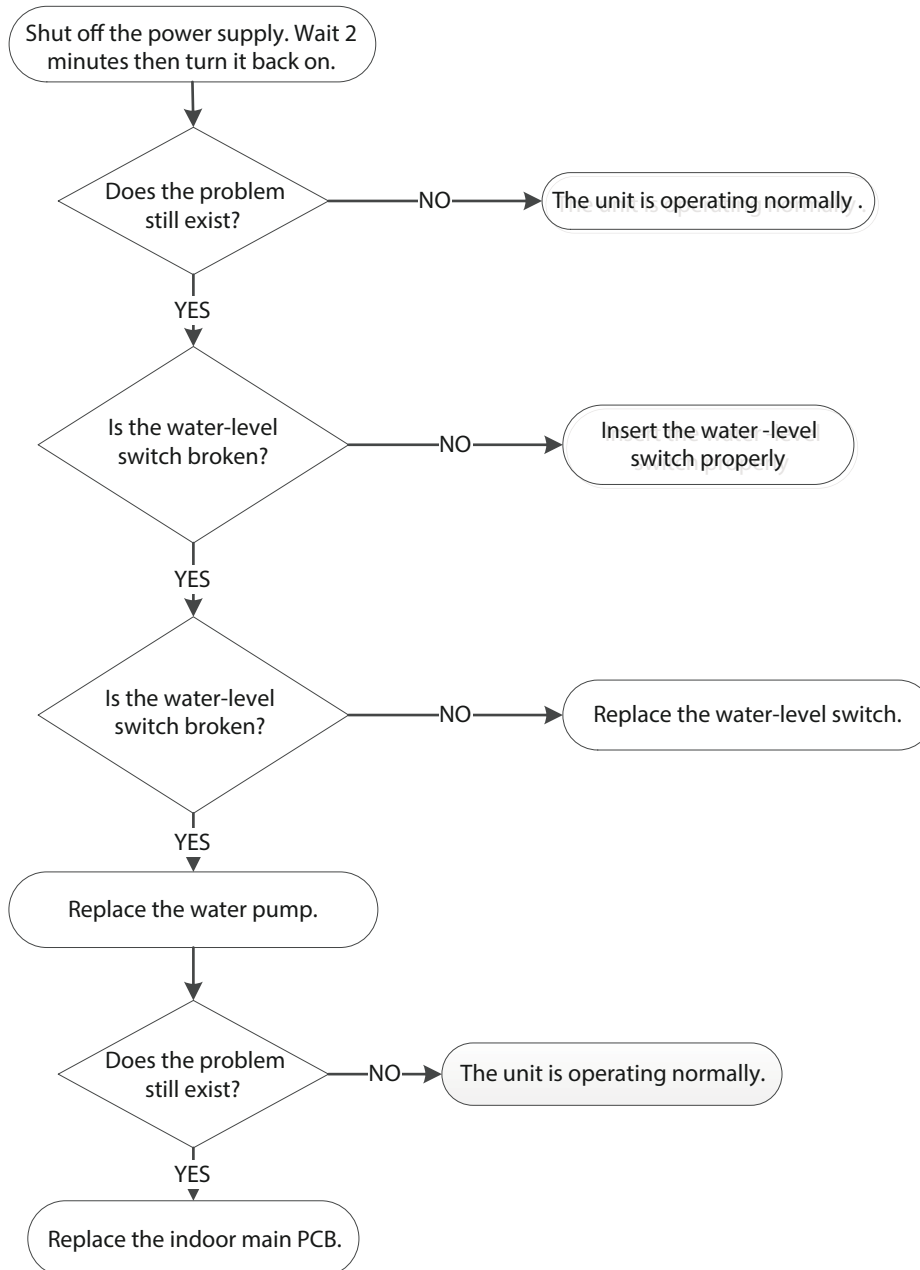 Shut off the power supply. Wait 2
minutes then turn it back on.
Does the problem
still exist?
NO
The unit is operating normally .
YES
Is the water-level
switch broken?
NO
Insert the water -level
switch properly
YES
Is the water-level
switch broken?
NO
Replace the water-level switch.
YES
Replace the water pump.
Does the problem
still exist?
NO
The unit is operating normally.
YES
Replace the indoor main PCB.